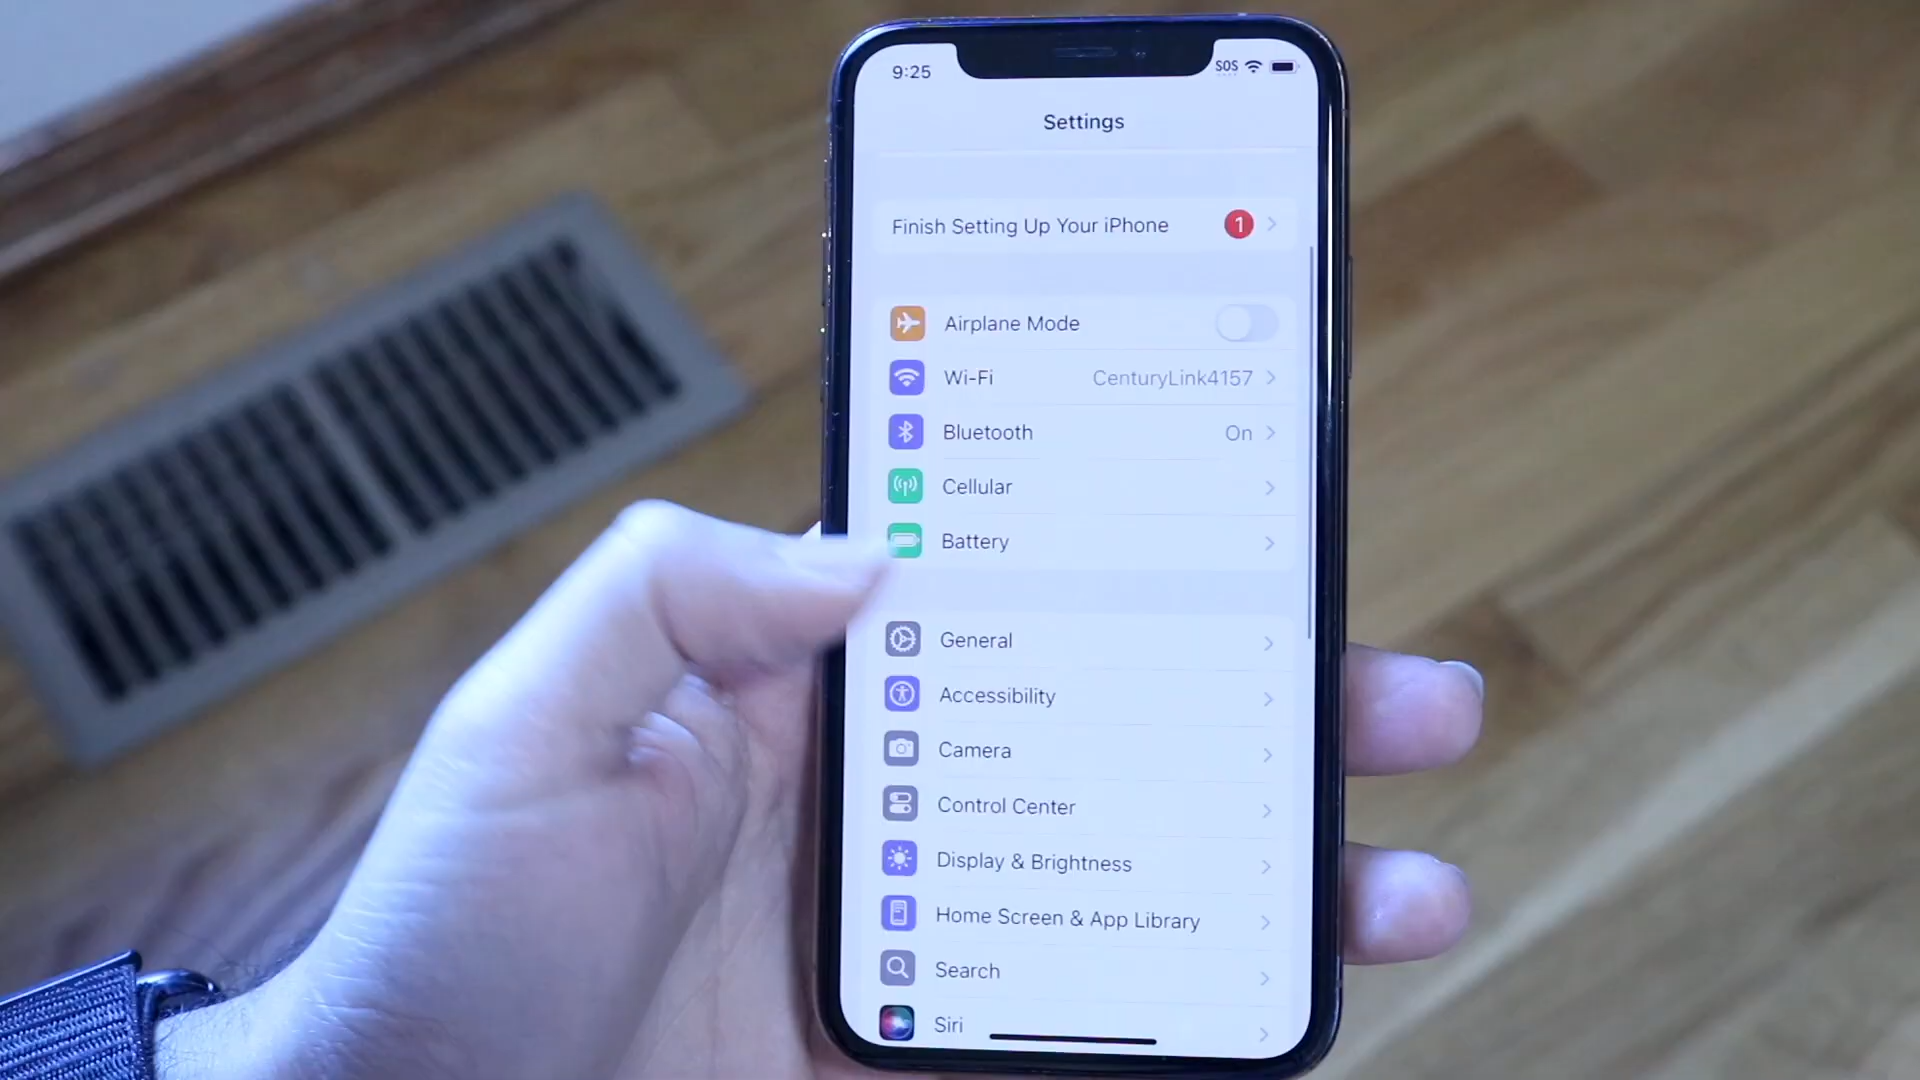 9:25
SOS
Settings
Finish Setting Up Your iPhone 1
Airplane Mode
Wi-Fi CenturyLink4157
Bluetooth On
Cellular
Battery
General
Accessibility
Camera
Control Center
Display & Brightness
Home Screen & App Library
Search
Siri